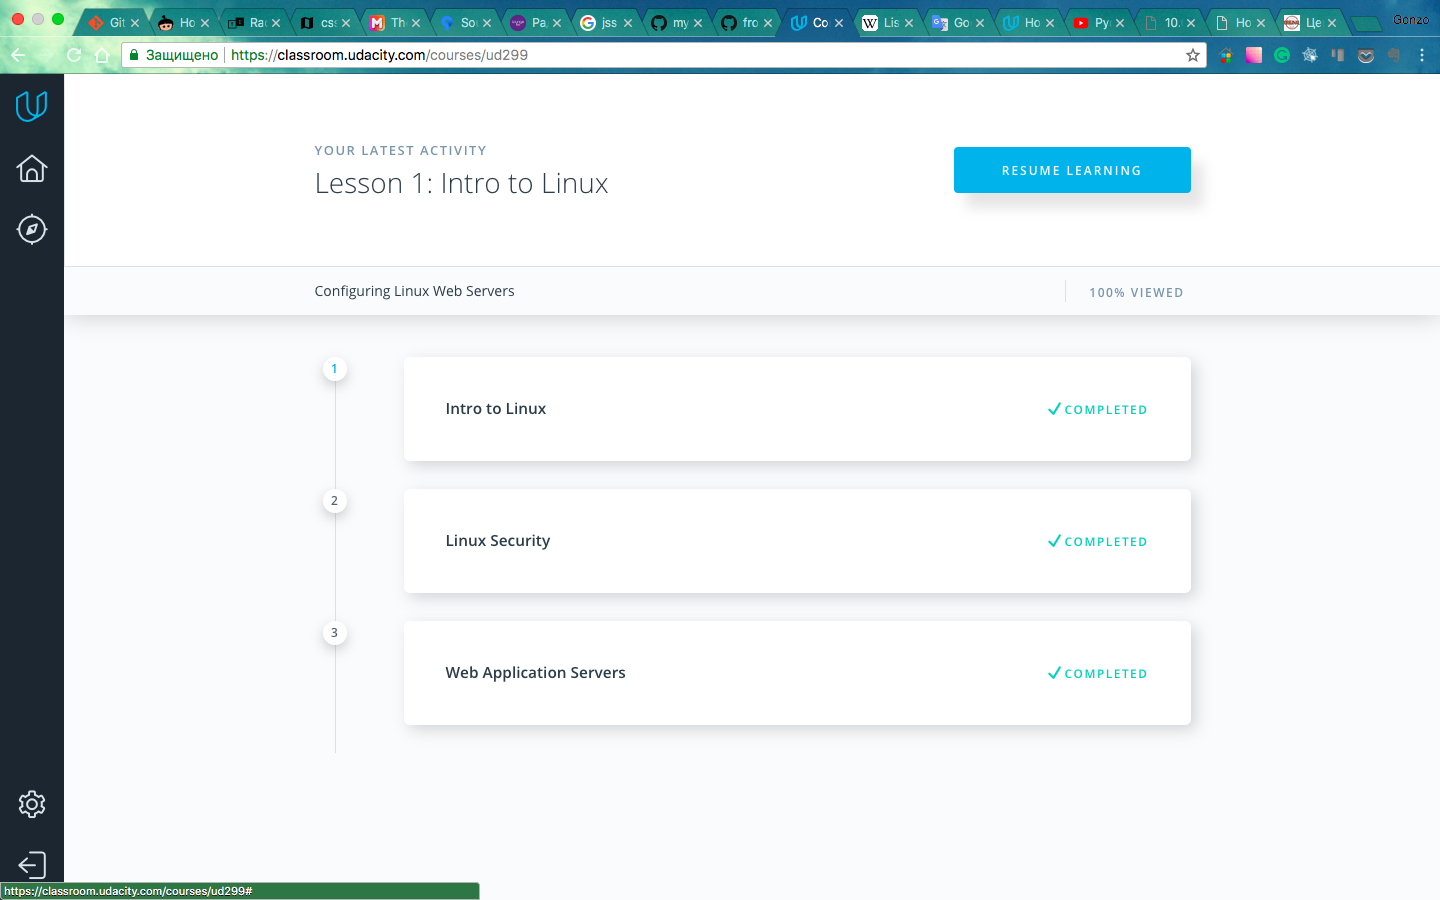 Git
Ho
Rac
css
Th
So
Pa
jss
my
fro
Co
Lis
Go
Ho
Pyc
10.
Ho
Це
Gonzo
Защищено https://classroom.udacity.com/courses/ud299
YOUR LATEST ACTIVITY
Lesson 1: Intro to Linux
RESUME LEARNING
Configuring Linux Web Servers
100% VIEWED
1
Intro to Linux
COMPLETED
2
Linux Security
COMPLETED
3
Web Application Servers
COMPLETED
https://classroom.udacity.com/courses/ud299#